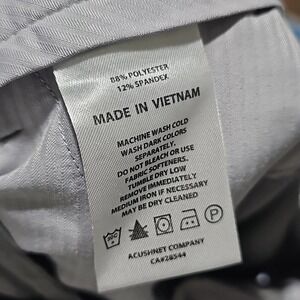 88% POLYESTER
12% SPANDEX
MADE IN VIETNAM
MACHINE WASH COLD
WASH DARK COLORS
SEPARATELY.
DO NOT BLEACH OR USE
FABRIC SOFTENERS.
TUMBLE DRY LOW
REMOVE IMMEDIATELY
MEDIUM IRON IF NECESSARY
MAY BE DRY CLEANED
P
ACUSHNET COMPANY
CA#28544